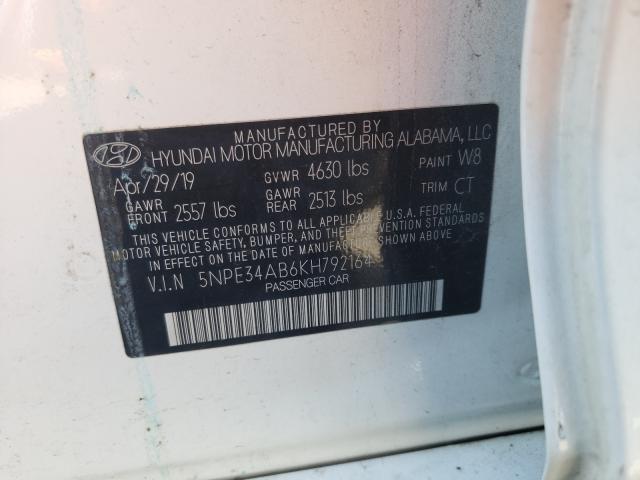 MANUFACTURED BY
HYUNDAI MOTOR MANUFACTURING ALABAMA, LLC
Apr/29/19 GVWR 4630 lbs PAINT W8
GAWR FRONT 2557 lbs GAWR REAR 2513 lbs TRIM CT
THIS VEHICLE CONFORMS TO ALL APPLICABLE U.S.A. FEDERAL
MOTOR VEHICLE SAFETY, BUMPER, AND THEFT PREVENTION STANDARDS
IN EFFECT ON THE DATE OF MANUFACTURE SHOWN ABOVE.
V.I.N 5NPE34AB6KH792164
PASSENGER CAR